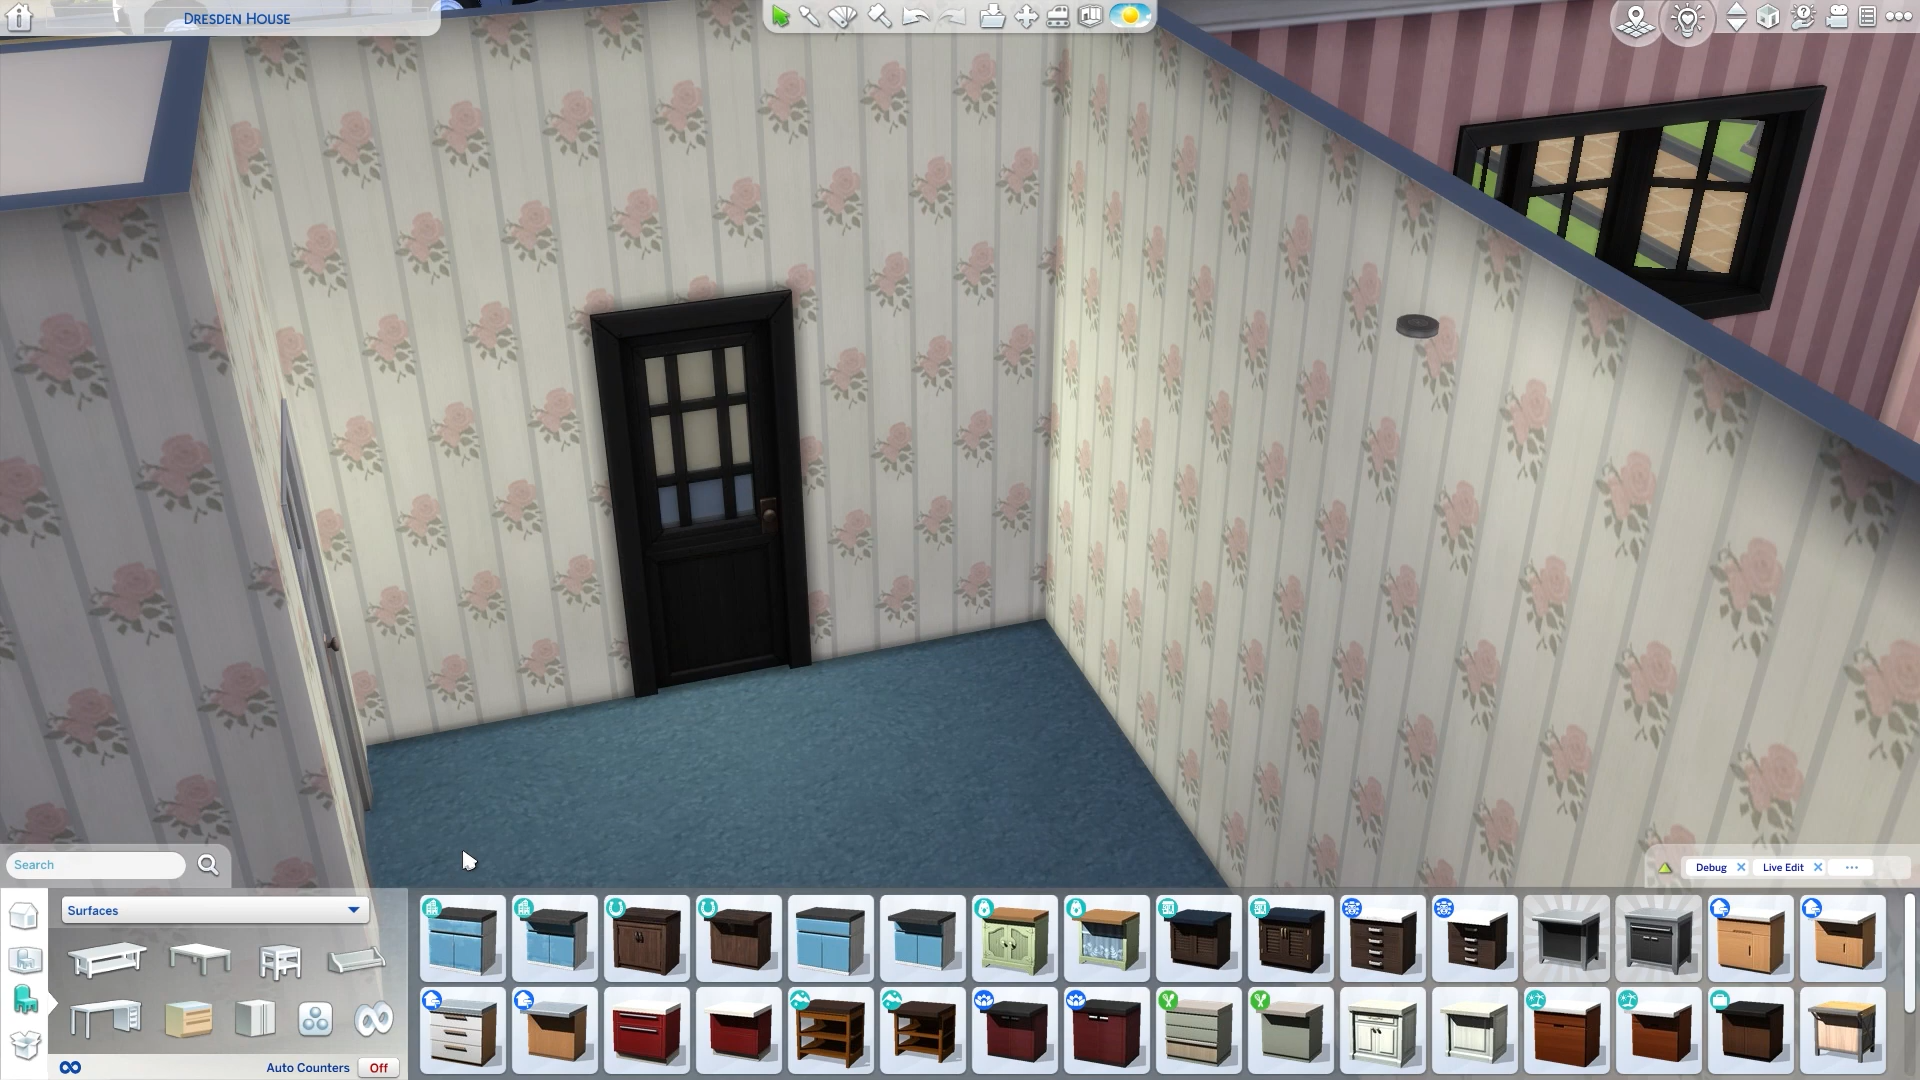 Dresden House
Search
Debug
Live Edit
Surfaces
Auto Counters
Off